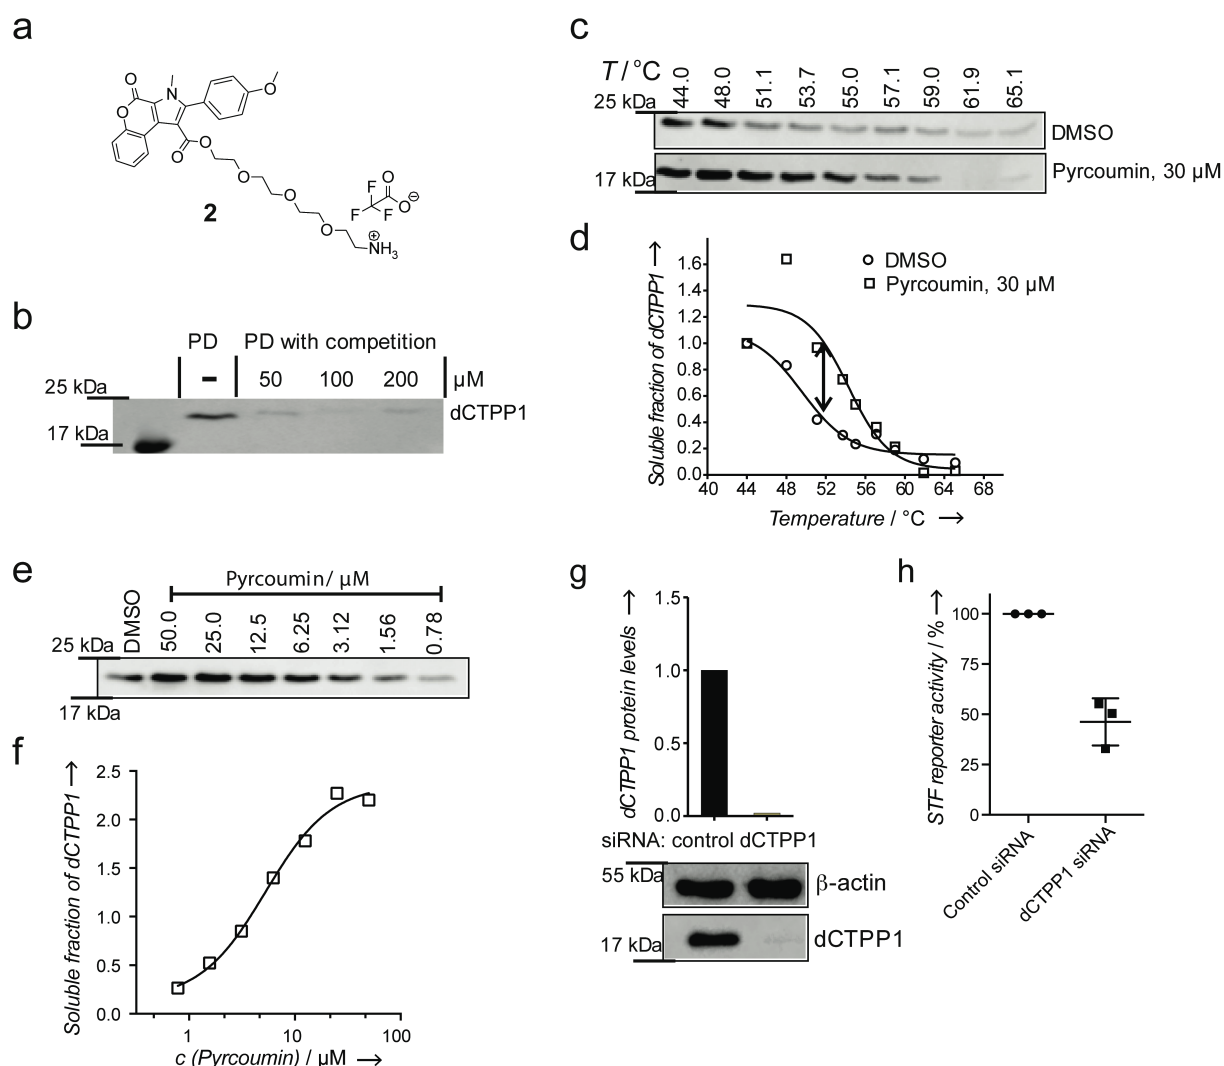 a
O
O
N
O
O
O
O
O
O
F
F
F
O
O
⊖
⊕
NH₃
2
b
PD
PD with competition
–
50
100
200
μM
25 kDa
17 kDa
dCTPP1
c
T / °C
44.0
48.0
51.1
53.7
55.0
57.1
59.0
61.9
65.1
25 kDa
17 kDa
DMSO
Pyrcoumin, 30 μM
d
Soluble fraction of dCTPP1 →
1.6
1.4
1.2
1.0
0.8
0.6
0.4
0.2
0.0
DMSO
Pyrcoumin, 30 μM
40 44 48 52 56 60 64 68
Temperature / °C →
e
Pyrcoumin/ μM
DMSO
50.0
25.0
12.5
6.25
3.12
1.56
0.78
25 kDa
17 kDa
f
Soluble fraction of dCTPP1 →
2.5
2.0
1.5
1.0
0.5
0.0
1 10 100
c (Pyrcoumin) / μM →
g
dCTPP1 protein levels →
1.5
1.0
0.5
0.0
siRNA: control dCTPP1
55 kDa
β-actin
17 kDa
dCTPP1
h
STF reporter activity / % →
100
75
50
25
0
Control siRNA
dCTPP1 siRNA